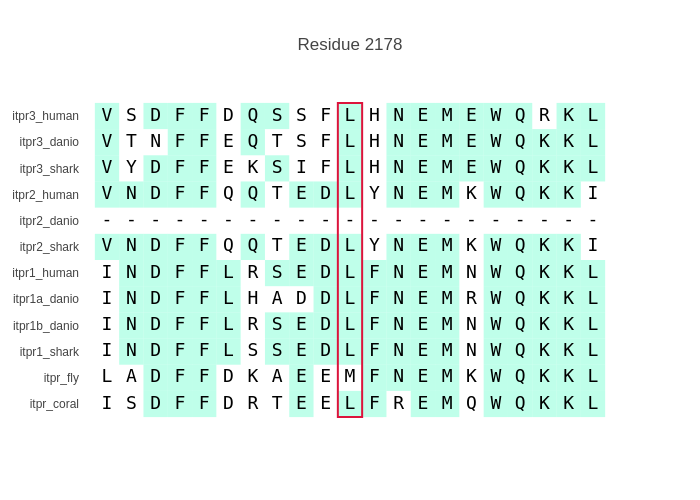 Residue 2178
itpr3_human V S D F F D Q S S F L H N E M E W Q R K L
itpr3_danio V T N F F E Q T S F L H N E M E W Q K K L
itpr3_shark V Y D F F E K S I F L H N E M E W Q K K L
itpr2_human V N D F F Q Q T E D L Y N E M K W Q K K I
itpr2_danio - - - - - - - - - - - - - - - - - - - - -
itpr2_shark V N D F F Q Q T E D L Y N E M K W Q K K I
itpr1_human I N D F F L R S E D L F N E M N W Q K K L
itpr1a_danio I N D F F L H A D D L F N E M R W Q K K L
itpr1b_danio I N D F F L R S E D L F N E M N W Q K K L
itpr1_shark I N D F F L S S E D L F N E M N W Q K K L
itpr_fly L A D F F D K A E E M F N E M K W Q K K L
itpr_coral I S D F F D R T E E L F R E M Q W Q K K L